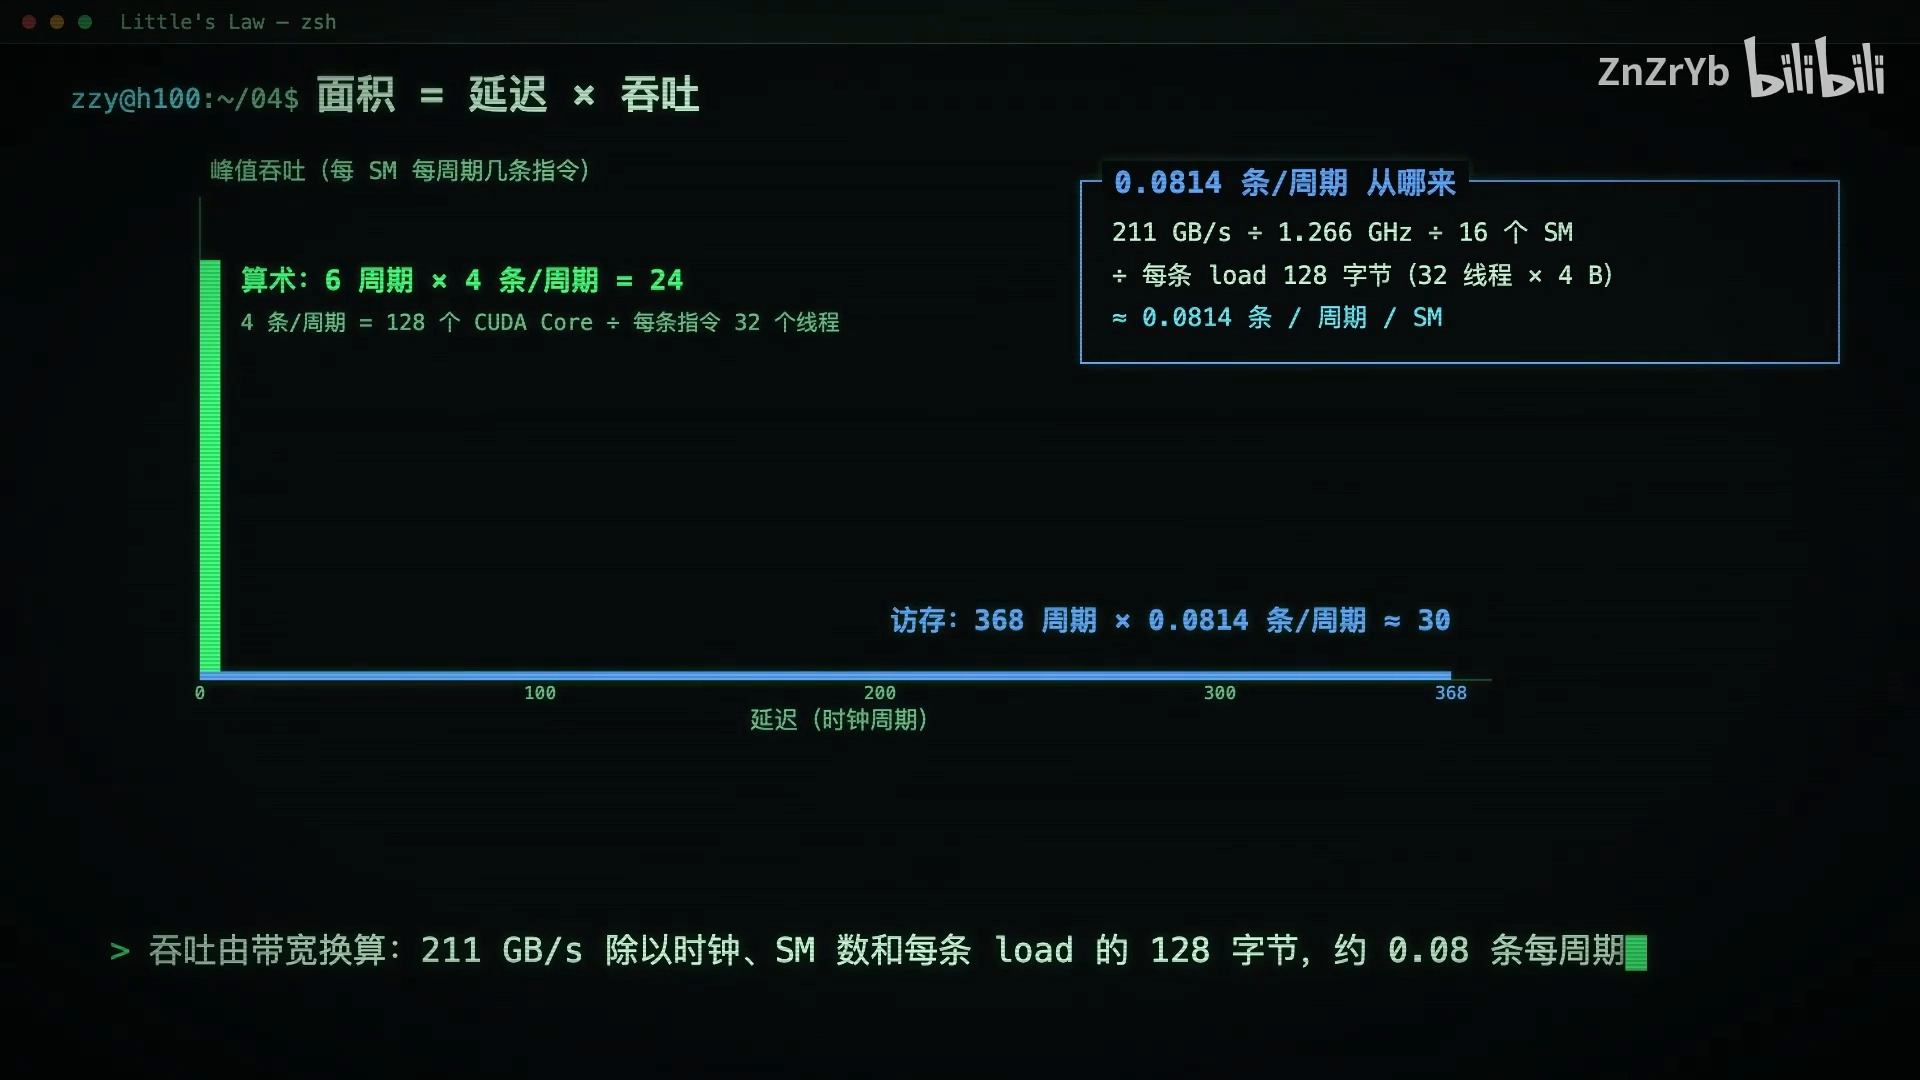 Little's Law — zsh
ZnZrYb bilibili
zzy@h100:~/04$ 面积 = 延迟 × 吞吐
峰值吞吐（每 SM 每周期几条指令）
0.0814 条/周期 从哪来
211 GB/s ÷ 1.266 GHz ÷ 16 个 SM
÷ 每条 load 128 字节（32 线程 × 4 B）
≈ 0.0814 条 / 周期 / SM
算术：6 周期 × 4 条/周期 = 24
4 条/周期 = 128 个 CUDA Core ÷ 每条指令 32 个线程
访存：368 周期 × 0.0814 条/周期 ≈ 30
0 100 200 300 368
延迟（时钟周期）
> 吞吐由带宽换算：211 GB/s 除以时钟、SM 数和每条 load 的 128 字节，约 0.08 条每周期